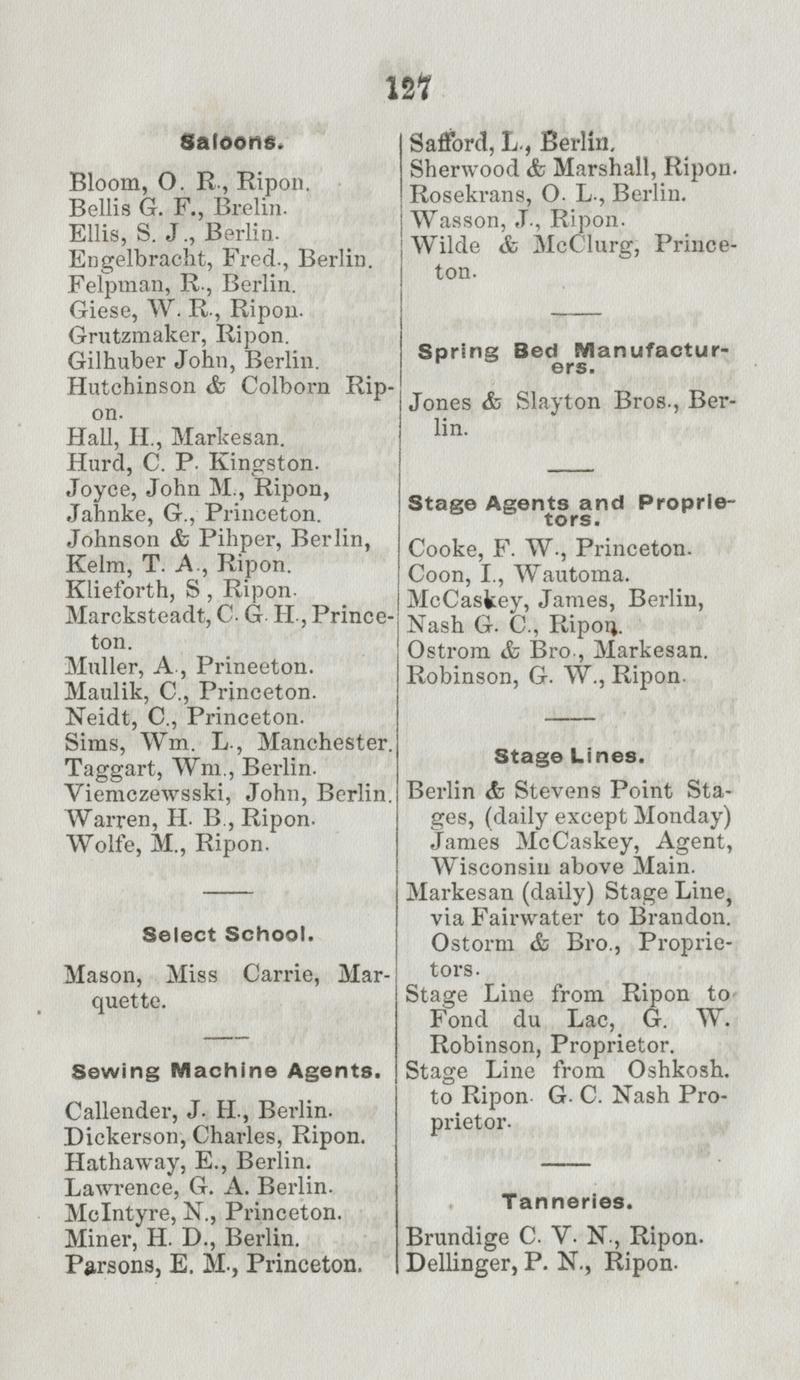 127
Saloons.
Bloom, O. R., Ripon.
Bellis G. F., Brelin.
Ellis, S. J., Berlin.
Engelbracht, Fred., Berlin.
Felpman, R., Berlin.
Giese, W. R., Ripon.
Grutzmaker, Ripon.
Gilhuber John, Berlin.
Hutchinson & Colborn Rip-
on.
Hall, H., Markesan.
Hurd, C. P. Kingston.
Joyce, John M., Ripon,
Jahnke, G., Princeton.
Johnson & Pihper, Berlin,
Kelm, T. A., Ripon.
Klieforth, S , Ripon.
Marcksteadt, C. G. H., Prince-
ton.
Muller, A., Prineeton.
Maulik, C., Princeton.
Neidt, C., Princeton.
Sims, Wm. L., Manchester.
Taggart, Wm., Berlin.
Viemczewsski, John, Berlin.
Warren, H. B., Ripon.
Wolfe, M., Ripon.
Select School.
Mason, Miss Carrie, Mar-
quette.
Sewing Machine Agents.
Callender, J. H., Berlin.
Dickerson, Charles, Ripon.
Hathaway, E., Berlin.
Lawrence, G. A. Berlin.
McIntyre, N., Princeton.
Miner, H. D., Berlin.
Parsons, E. M., Princeton.
Safford, L., Berlin.
Sherwood & Marshall, Ripon.
Rosekrans, O. L., Berlin.
Wasson, J., Ripon.
Wilde & McClurg, Prince-
ton.
Spring Bed Manufactur-
ers.
Jones & Slayton Bros., Ber-
lin.
Stage Agents and Proprie-
tors.
Cooke, F. W., Princeton.
Coon, I., Wautoma.
McCaskey, James, Berlin,
Nash G. C., Ripon.
Ostrom & Bro., Markesan.
Robinson, G. W., Ripon.
Stage Lines.
Berlin & Stevens Point Sta-
ges, (daily except Monday)
James McCaskey, Agent,
Wisconsin above Main.
Markesan (daily) Stage Line,
via Fairwater to Brandon.
Ostorm & Bro., Proprie-
tors.
Stage Line from Ripon to
Fond du Lac, G. W.
Robinson, Proprietor.
Stage Line from Oshkosh.
to Ripon. G. C. Nash Pro-
prietor.
Tanneries.
Brundige C. V. N., Ripon.
Dellinger, P. N., Ripon.